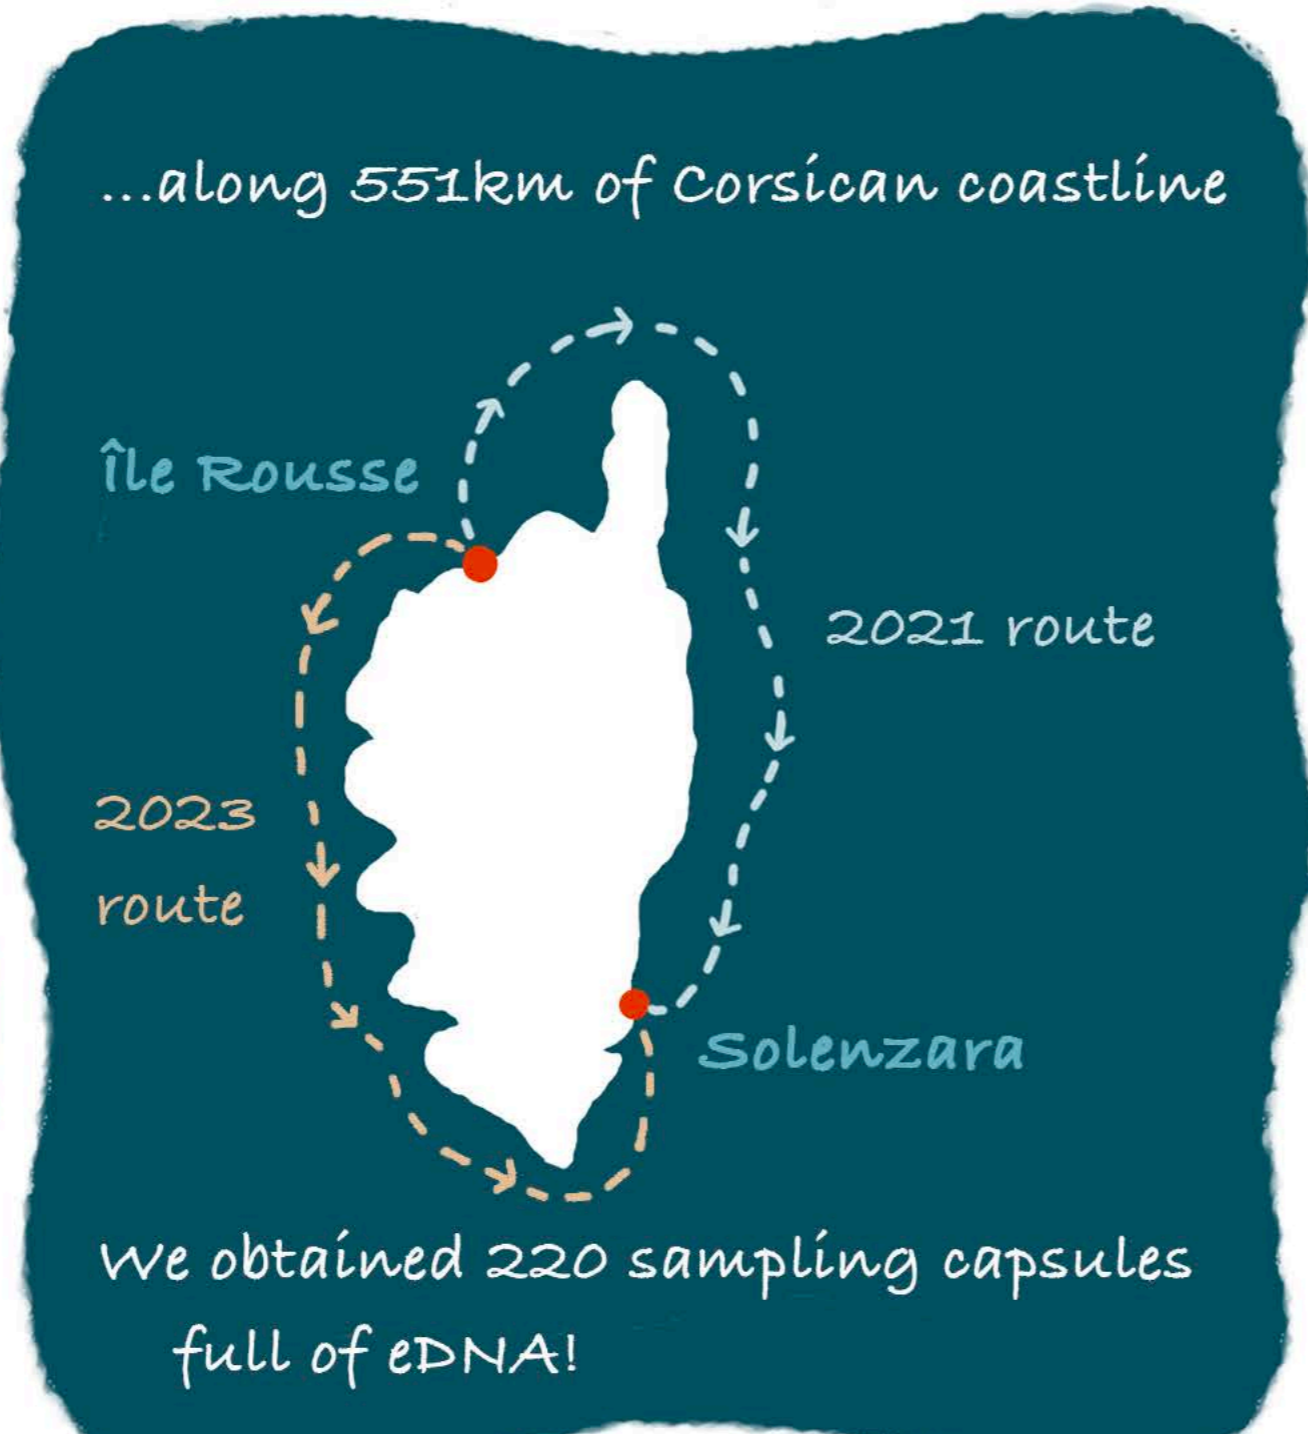 ...along 551km of Corsican coastline
Île Rousse
2021 route
2023
route
Solenzara
We obtained 220 sampling capsules
full of eDNA!